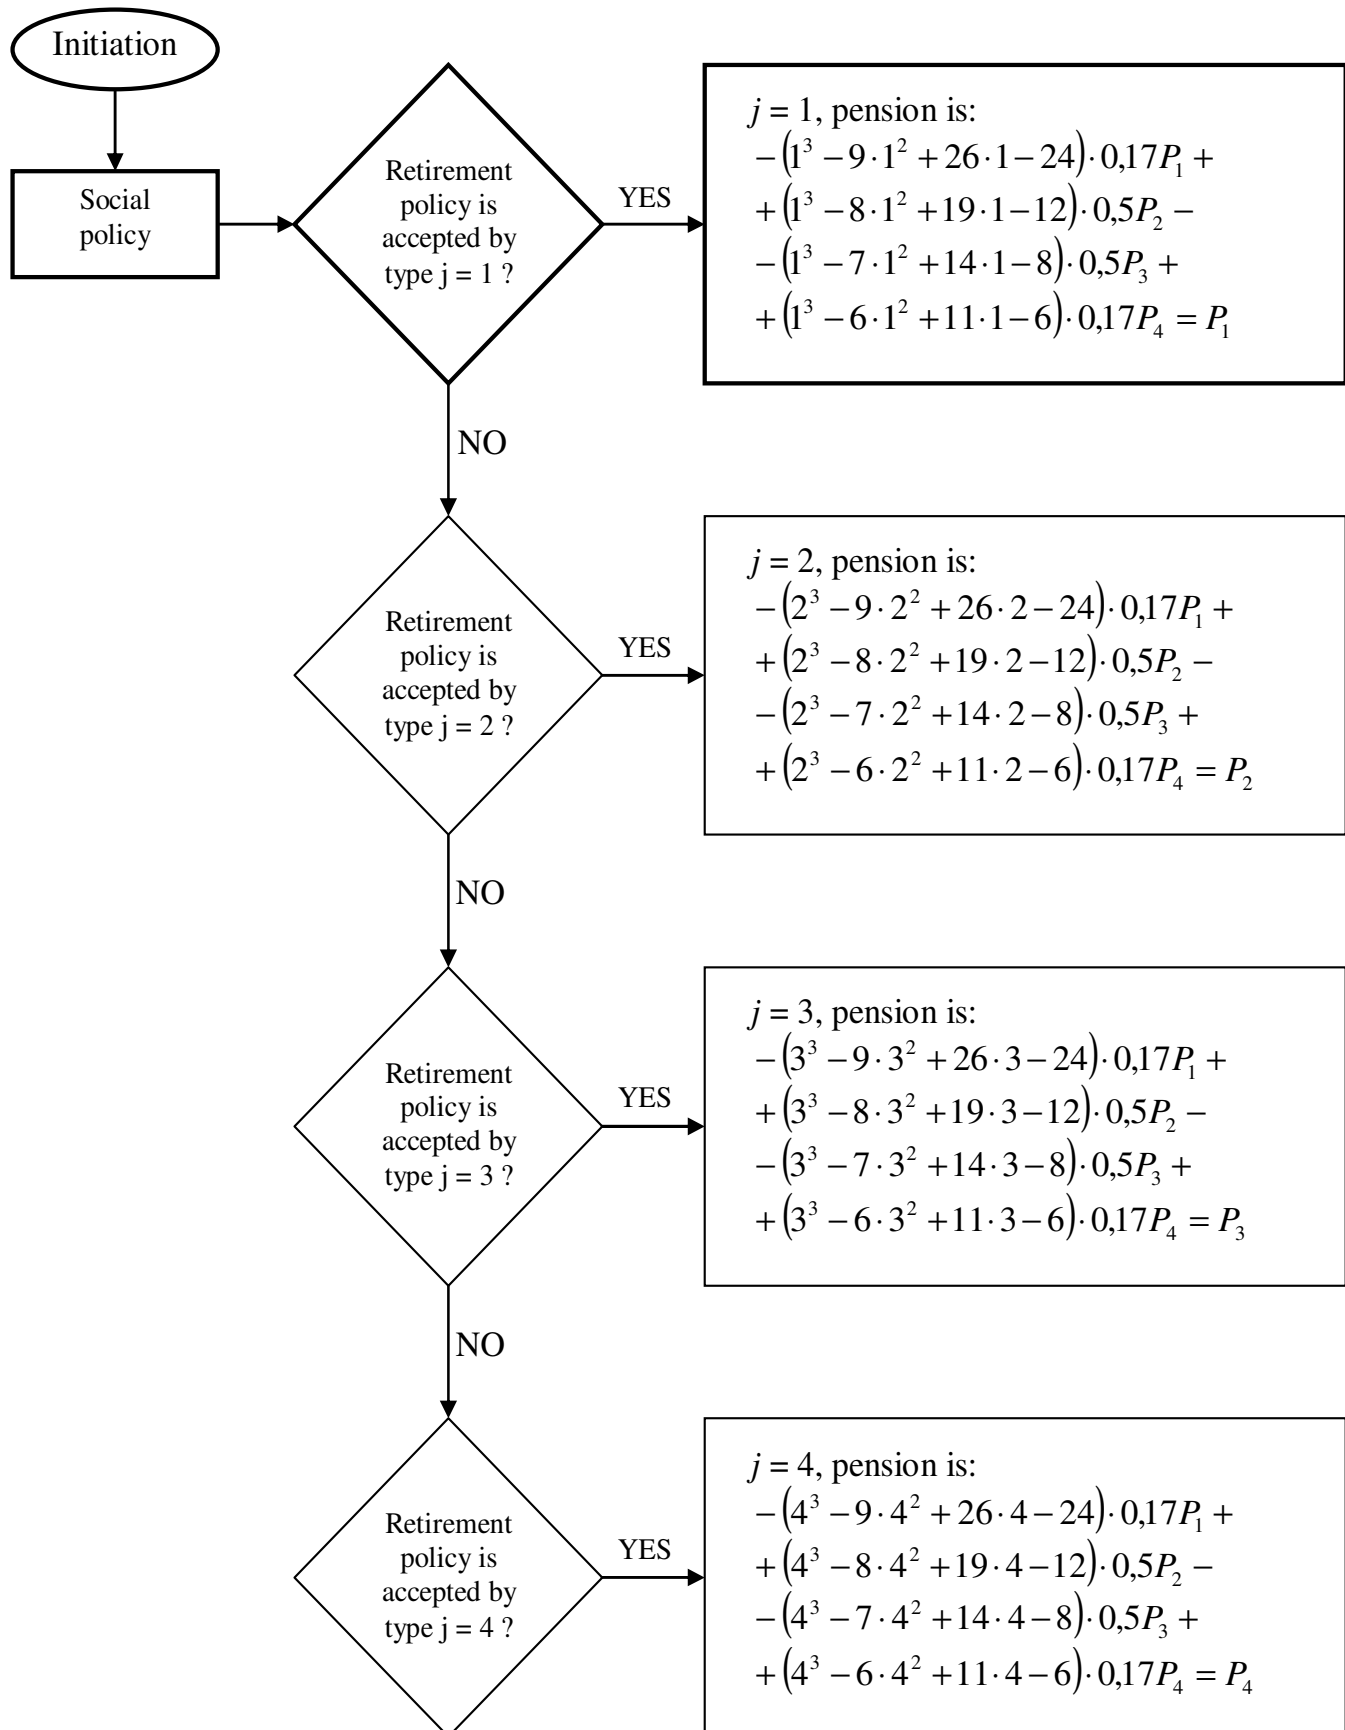 Initiation
Social
policy
Retirement
policy is
accepted by
type j = 1 ?
YES
j = 1, pension is:
−(1³ − 9·1² + 26·1 − 24)·0,17P₁ +
+(1³ − 8·1² + 19·1 − 12)·0,5P₂ −
−(1³ − 7·1² + 14·1 − 8)·0,5P₃ +
+(1³ − 6·1² + 11·1 − 6)·0,17P₄ = P₁
NO
Retirement
policy is
accepted by
type j = 2 ?
YES
j = 2, pension is:
−(2³ − 9·2² + 26·2 − 24)·0,17P₁ +
+(2³ − 8·2² + 19·2 − 12)·0,5P₂ −
−(2³ − 7·2² + 14·2 − 8)·0,5P₃ +
+(2³ − 6·2² + 11·2 − 6)·0,17P₄ = P₂
NO
Retirement
policy is
accepted by
type j = 3 ?
YES
j = 3, pension is:
−(3³ − 9·3² + 26·3 − 24)·0,17P₁ +
+(3³ − 8·3² + 19·3 − 12)·0,5P₂ −
−(3³ − 7·3² + 14·3 − 8)·0,5P₃ +
+(3³ − 6·3² + 11·3 − 6)·0,17P₄ = P₃
NO
Retirement
policy is
accepted by
type j = 4 ?
YES
j = 4, pension is:
−(4³ − 9·4² + 26·4 − 24)·0,17P₁ +
+(4³ − 8·4² + 19·4 − 12)·0,5P₂ −
−(4³ − 7·4² + 14·4 − 8)·0,5P₃ +
+(4³ − 6·4² + 11·4 − 6)·0,17P₄ = P₄